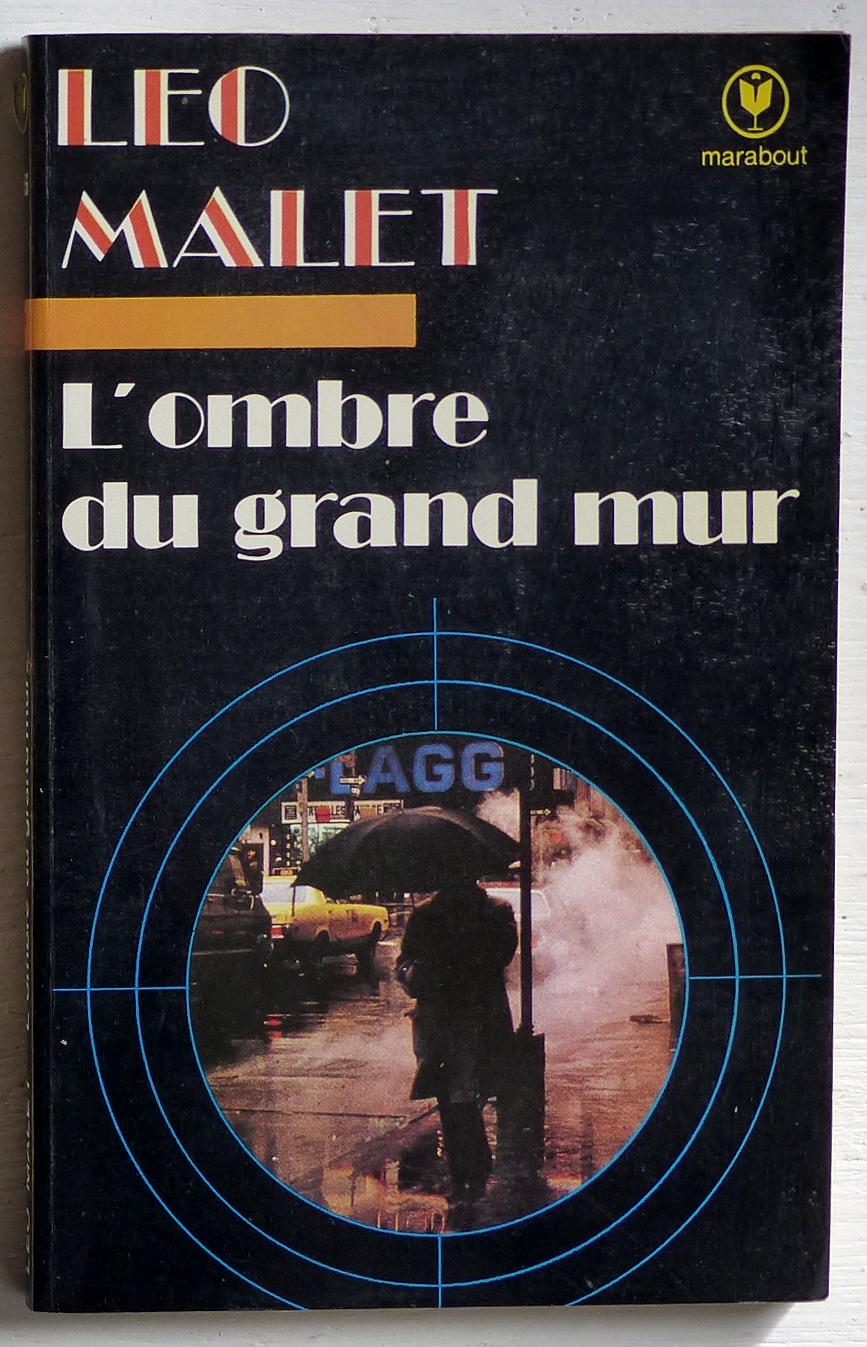 LEO
MALET
marabout
L'ombre
du grand mur
LAGG